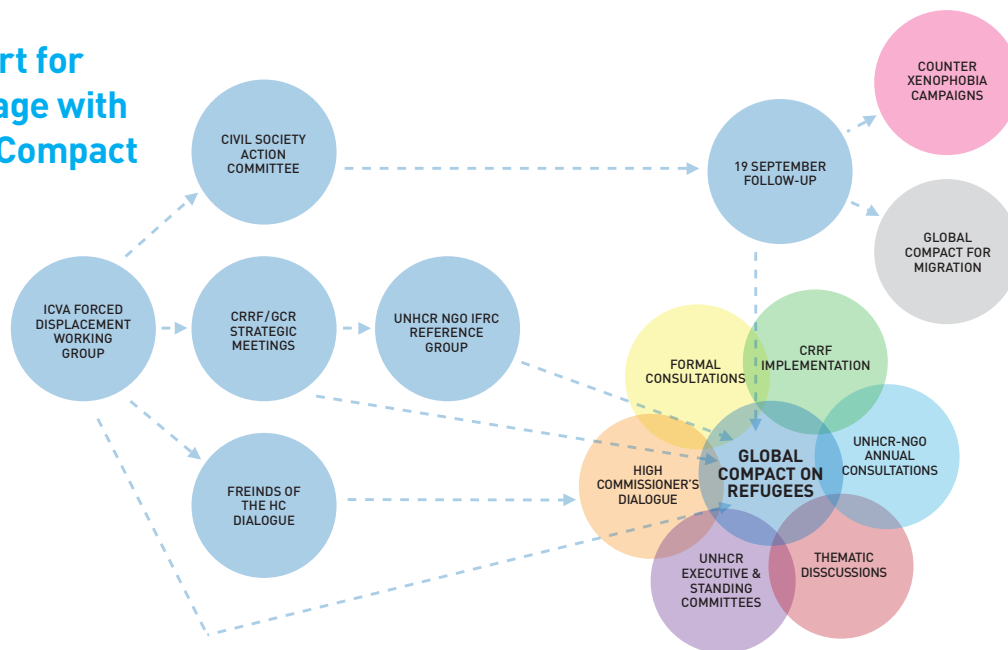 rt for
age with
Compact
CIVIL SOCIETY
ACTION
COMMITTEE
19 SEPTEMBER
FOLLOW-UP
COUNTER
XENOPHOBIA
CAMPAIGNS
GLOBAL
COMPACT FOR
MIGRATION
ICVA FORCED
DISPLACEMENT
WORKING
GROUP
CRRF/GCR
STRATEGIC
MEETINGS
UNHCR NGO IFRC
REFERENCE
GROUP
FREINDS OF
THE HC
DIALOGUE
FORMAL
CONSULTATIONS
CRRF
IMPLEMENTATION
HIGH
COMMISSIONER'S
DIALOGUE
GLOBAL
COMPACT ON
REFUGEES
UNHCR-NGO
ANNUAL
CONSULTATIONS
UNHCR
EXECUTIVE &
STANDING
COMMITTEES
THEMATIC
DISSCUSSIONS